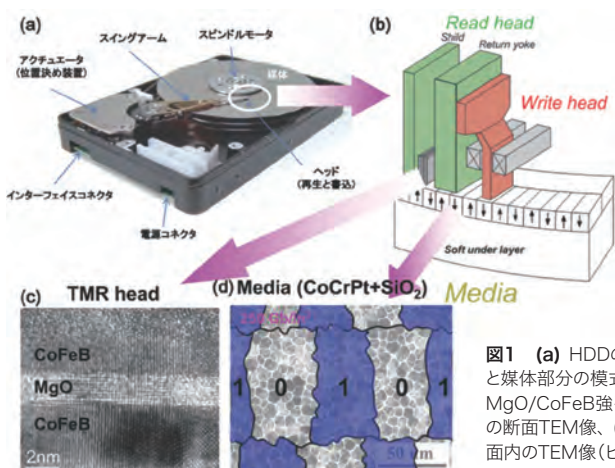 (a)
スイングアーム
スピンドルモータ
アクチュエータ
(位置決め装置)
媒体
ヘッド
(再生と書込)
インターフェイスコネクタ
電源コネクタ
(b)
Read head
Shild
Return yoke
Write head
Soft under layer
Media
(c) TMR head
CoFeB
MgO
CoFeB
2nm
(d) Media (CoCrPt+SiO₂)
1 0 1 0 1
50 nm
図1 (a) HDDの
と媒体部分の模式
MgO/CoFeB強
の断面TEM像、(
面内のTEM像(ビ